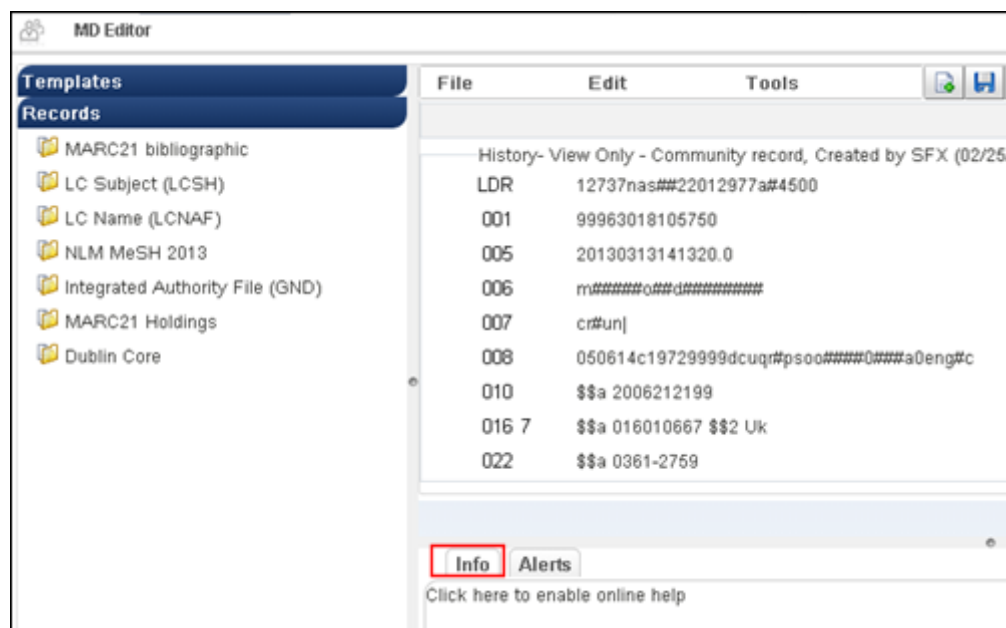 MD Editor
Templates
Records
MARC21 bibliographic
LC Subject (LCSH)
LC Name (LCNAF)
NLM MeSH 2013
Integrated Authority File (GND)
MARC21 Holdings
Dublin Core
File Edit Tools
History- View Only - Community record, Created by SFX (02/25
LDR 12737nas##22012977a#4500
001 99963018105750
005 20130313141320.0
006 m#####o##d########
007 cr#un|
008 050614c19729999dcuqr#psoo####0###a0eng#c
010 $$a 2006212199
016 7 $$a 016010667 $$2 Uk
022 $$a 0361-2759
Info Alerts
Click here to enable online help